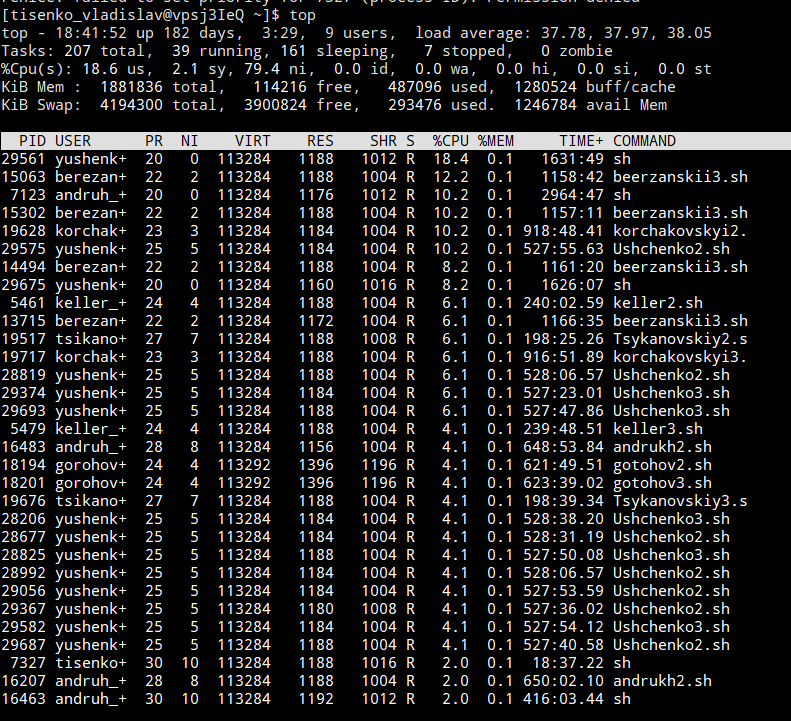 renice: failed to set priority for 7327 (process ID): Permission denied
[tisenko_vladislav@vpsj3IeQ ~]$ top
top - 18:41:52 up 182 days,  3:29,  9 users,  load average: 37.78, 37.97, 38.05
Tasks: 207 total,  39 running, 161 sleeping,   7 stopped,   0 zombie
%Cpu(s): 18.6 us,  2.1 sy, 79.4 ni,  0.0 id,  0.0 wa,  0.0 hi,  0.0 si,  0.0 st
KiB Mem :  1881836 total,   114216 free,   487096 used,  1280524 buff/cache
KiB Swap:  4194300 total,  3900824 free,   293476 used.  1246784 avail Mem
PID USER PR NI VIRT RES SHR S %CPU %MEM TIME+ COMMAND
29561 yushenk+ 20 0 113284 1188 1012 R 18.4 0.1 1631:49 sh
15063 berezan+ 22 2 113284 1188 1004 R 12.2 0.1 1158:42 beerzanskii3.sh
7123 andruh_+ 20 0 113284 1176 1012 R 10.2 0.1 2964:47 sh
15302 berezan+ 22 2 113284 1188 1004 R 10.2 0.1 1157:11 beerzanskii3.sh
19628 korchak+ 23 3 113284 1184 1004 R 10.2 0.1 918:48.41 korchakovskyi2.
29575 yushenk+ 25 5 113284 1184 1004 R 10.2 0.1 527:55.63 Ushchenko2.sh
14494 berezan+ 22 2 113284 1188 1004 R 8.2 0.1 1161:20 beerzanskii3.sh
29675 yushenk+ 20 0 113284 1160 1016 R 8.2 0.1 1626:07 sh
5461 keller_+ 24 4 113284 1188 1004 R 6.1 0.1 240:02.59 keller2.sh
13715 berezan+ 22 2 113284 1172 1004 R 6.1 0.1 1166:35 beerzanskii3.sh
19517 tsikano+ 27 7 113284 1188 1008 R 6.1 0.1 198:25.26 Tsykanovskiy2.s
19717 korchak+ 23 3 113284 1188 1004 R 6.1 0.1 916:51.89 korchakovskyi3.
28819 yushenk+ 25 5 113284 1188 1004 R 6.1 0.1 528:06.57 Ushchenko2.sh
29374 yushenk+ 25 5 113284 1184 1004 R 6.1 0.1 527:23.01 Ushchenko3.sh
29693 yushenk+ 25 5 113284 1188 1004 R 6.1 0.1 527:47.86 Ushchenko3.sh
5479 keller_+ 24 4 113284 1188 1004 R 4.1 0.1 239:48.51 keller3.sh
16483 andruh_+ 28 8 113284 1156 1004 R 4.1 0.1 648:53.84 andrukh2.sh
18194 gorohov+ 24 4 113292 1396 1196 R 4.1 0.1 621:49.51 gotohov2.sh
18201 gorohov+ 24 4 113292 1396 1196 R 4.1 0.1 623:39.02 gotohov3.sh
19676 tsikano+ 27 7 113284 1188 1004 R 4.1 0.1 198:39.34 Tsykanovskiy3.s
28206 yushenk+ 25 5 113284 1184 1004 R 4.1 0.1 528:38.20 Ushchenko3.sh
28677 yushenk+ 25 5 113284 1184 1004 R 4.1 0.1 528:31.19 Ushchenko2.sh
28825 yushenk+ 25 5 113284 1188 1004 R 4.1 0.1 527:50.08 Ushchenko3.sh
28992 yushenk+ 25 5 113284 1184 1004 R 4.1 0.1 528:06.57 Ushchenko2.sh
29056 yushenk+ 25 5 113284 1184 1004 R 4.1 0.1 527:53.59 Ushchenko2.sh
29367 yushenk+ 25 5 113284 1180 1008 R 4.1 0.1 527:36.02 Ushchenko2.sh
29582 yushenk+ 25 5 113284 1184 1004 R 4.1 0.1 527:54.12 Ushchenko3.sh
29687 yushenk+ 25 5 113284 1188 1004 R 4.1 0.1 527:40.58 Ushchenko2.sh
7327 tisenko+ 30 10 113284 1188 1016 R 2.0 0.1 18:37.22 sh
16207 andruh_+ 28 8 113284 1188 1004 R 2.0 0.1 650:02.10 andrukh2.sh
16463 andruh_+ 30 10 113284 1192 1012 R 2.0 0.1 416:03.44 sh